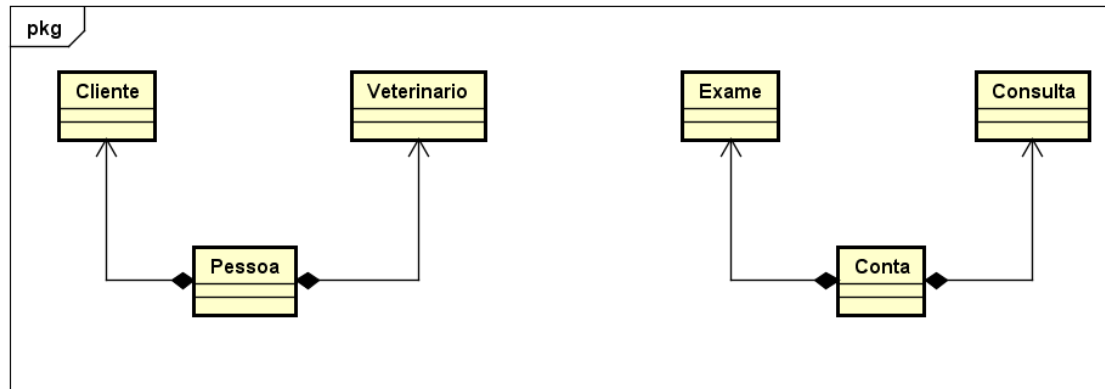 pkg
Cliente
Veterinario
Exame
Consulta
Pessoa
Conta